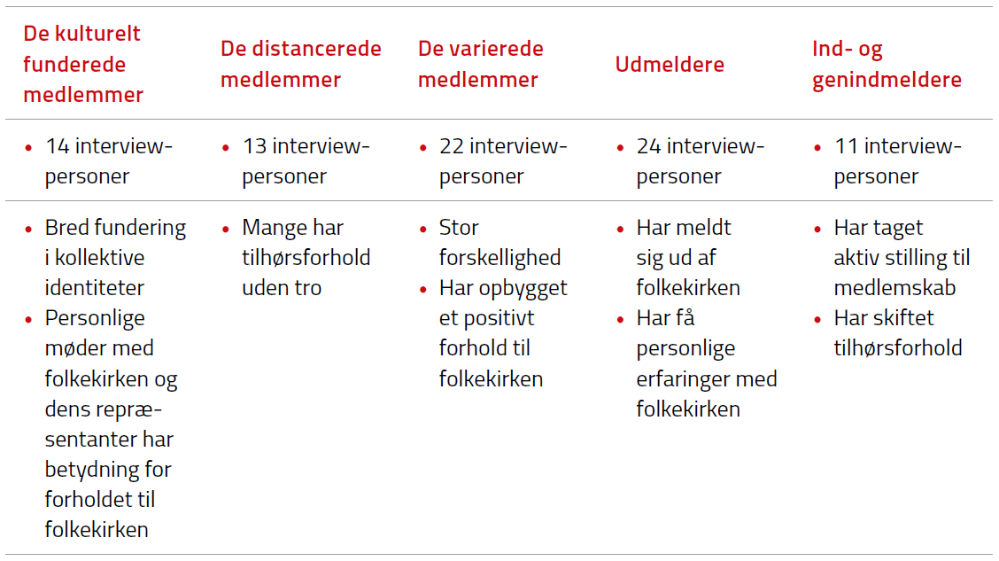 De kulturelt
funderede
medlemmer
De distancerede
medlemmer
De varierede
medlemmer
Udmeldere
Ind- og
genindmeldere
• 14 interview-
personer
• 13 interview-
personer
• 22 interview-
personer
• 24 interview-
personer
• 11 interview-
personer
• Bred fundering
i kollektive
identiteter
• Personlige
møder med
folkekirken og
dens repræ-
sentanter har
betydning for
forholdet til
folkekirken
• Mange har
tilhørsforhold
uden tro
• Stor
forskellighed
• Har opbygget
et positivt
forhold til
folkekirken
• Har meldt
sig ud af
folkekirken
• Har få
personlige
erfaringer med
folkekirken
• Har taget
aktiv stilling til
medlemskab
• Har skiftet
tilhørsforhold